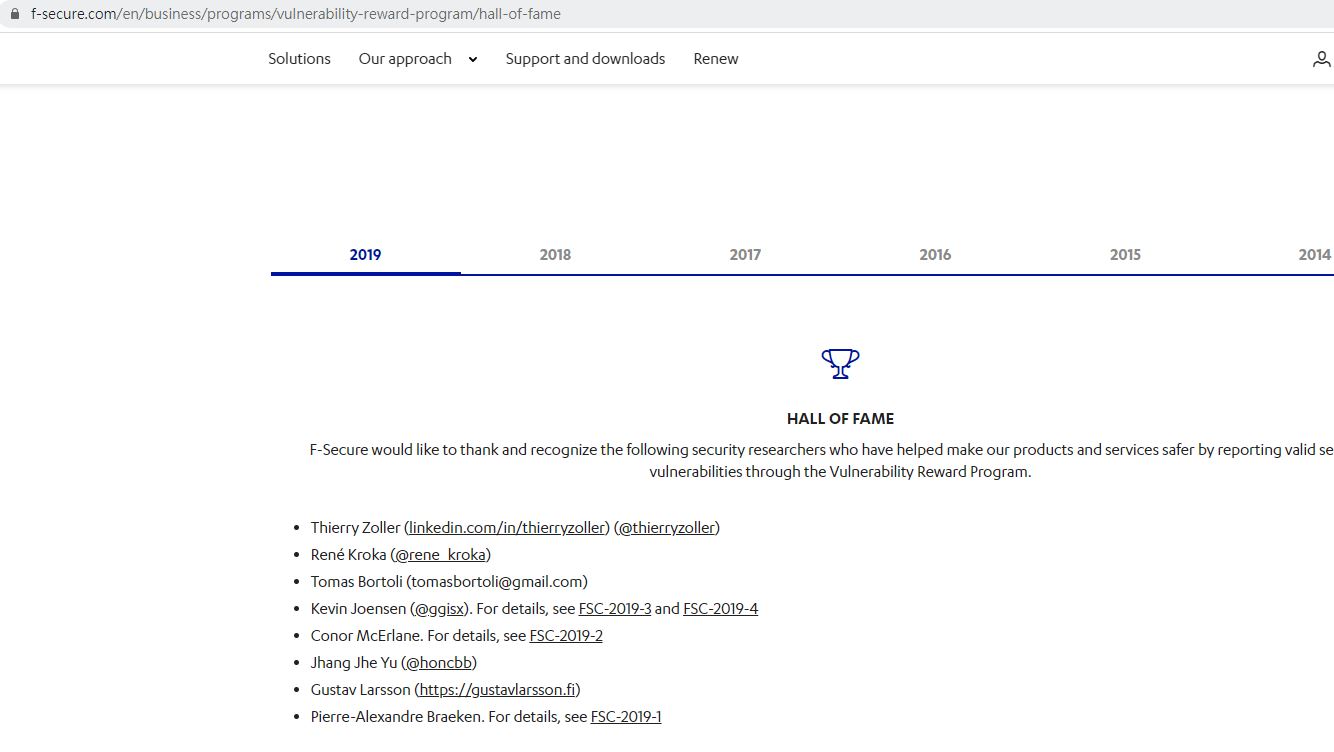 f-secure.com/en/business/programs/vulnerability-reward-program/hall-of-fame
Solutions Our approach Support and downloads Renew
2019 2018 2017 2016 2015 2014
HALL OF FAME
F-Secure would like to thank and recognize the following security researchers who have helped make our products and services safer by reporting valid se
vulnerabilities through the Vulnerability Reward Program.
• Thierry Zoller (linkedin.com/in/thierryzoller) (@thierryzoller)
• René Kroka (@rene_kroka)
• Tomas Bortoli (tomasbortoli@gmail.com)
• Kevin Joensen (@ggisx). For details, see FSC-2019-3 and FSC-2019-4
• Conor McErlane. For details, see FSC-2019-2
• Jhang Jhe Yu (@honcbb)
• Gustav Larsson (https://gustavlarsson.fi)
• Pierre-Alexandre Braeken. For details, see FSC-2019-1